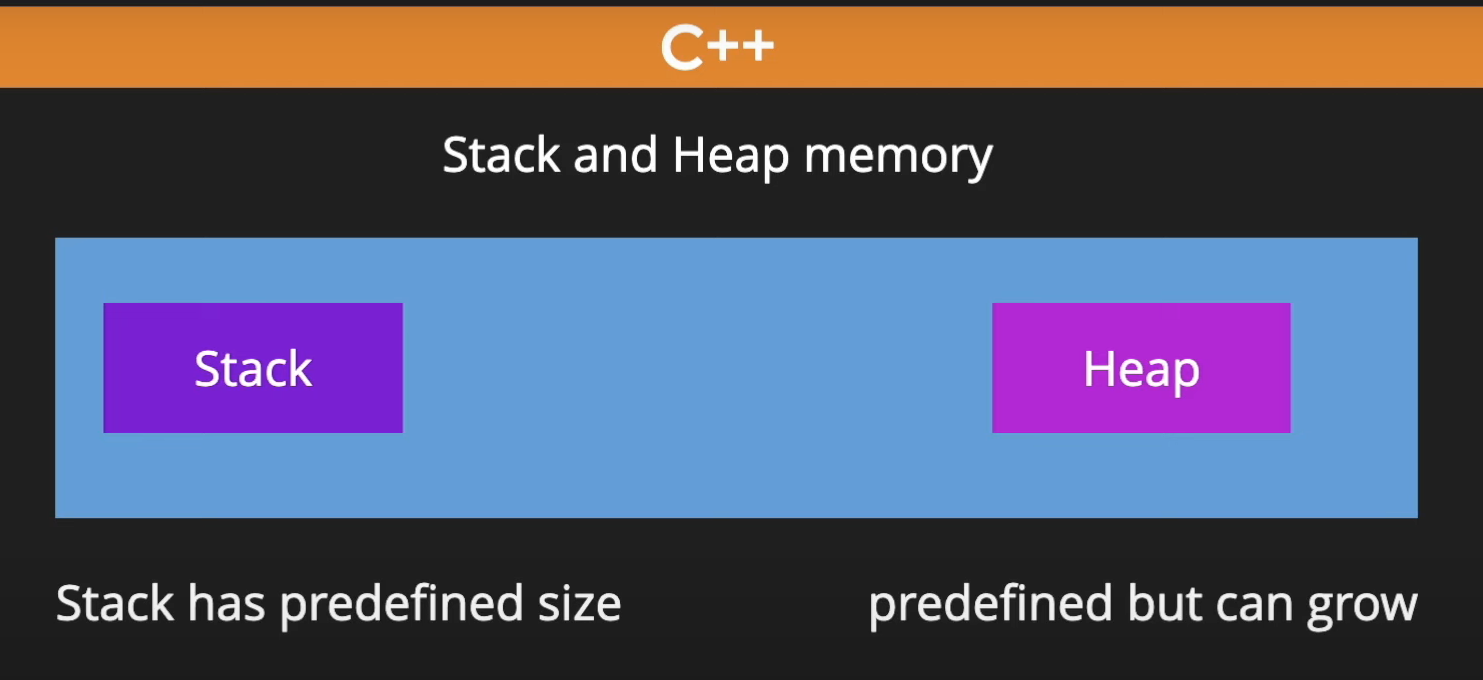 C++
Stack and Heap memory
Stack
Heap
Stack has predefined size
predefined but can grow